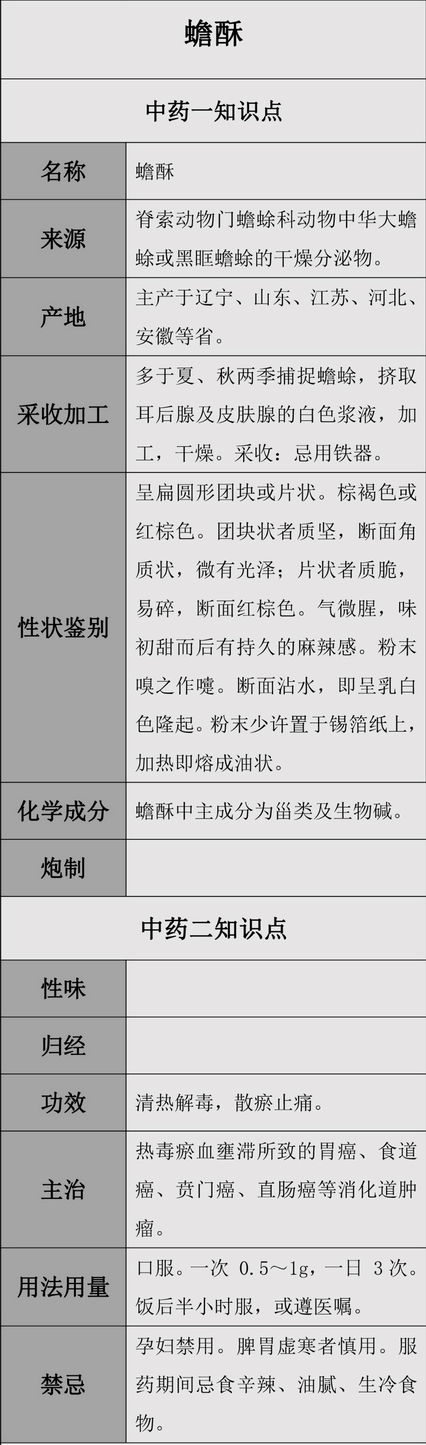 蟾酥
中药一知识点
名称
蟾酥
来源
脊索动物门蟾蜍科动物中华大蟾
蜍或黑眶蟾蜍的干燥分泌物。
产地
主产于辽宁、山东、江苏、河北、
安徽等省。
采收加工
多于夏、秋两季捕捉蟾蜍，挤取
耳后腺及皮肤腺的白色浆液，加
工，干燥。采收：忌用铁器。
性状鉴别
呈扁圆形团块或片状。棕褐色或
红棕色。团块状者质坚，断面角
质状，微有光泽；片状者质脆，
易碎，断面红棕色。气微腥，味
初甜而后有持久的麻辣感。粉末
嗅之作嚏。断面沾水，即呈乳白
色隆起。粉末少许置于锡箔纸上，
加热即熔成油状。
化学成分
蟾酥中主成分为甾类及生物碱。
炮制
中药二知识点
性味
归经
功效
清热解毒，散瘀止痛。
主治
热毒瘀血壅滞所致的胃癌、食道
癌、贲门癌、直肠癌等消化道肿
瘤。
用法用量
口服。一次 0.5～1g，一日 3 次。
饭后半小时服，或遵医嘱。
禁忌
孕妇禁用。脾胃虚寒者慎用。服
药期间忌食辛辣、油腻、生冷食
物。